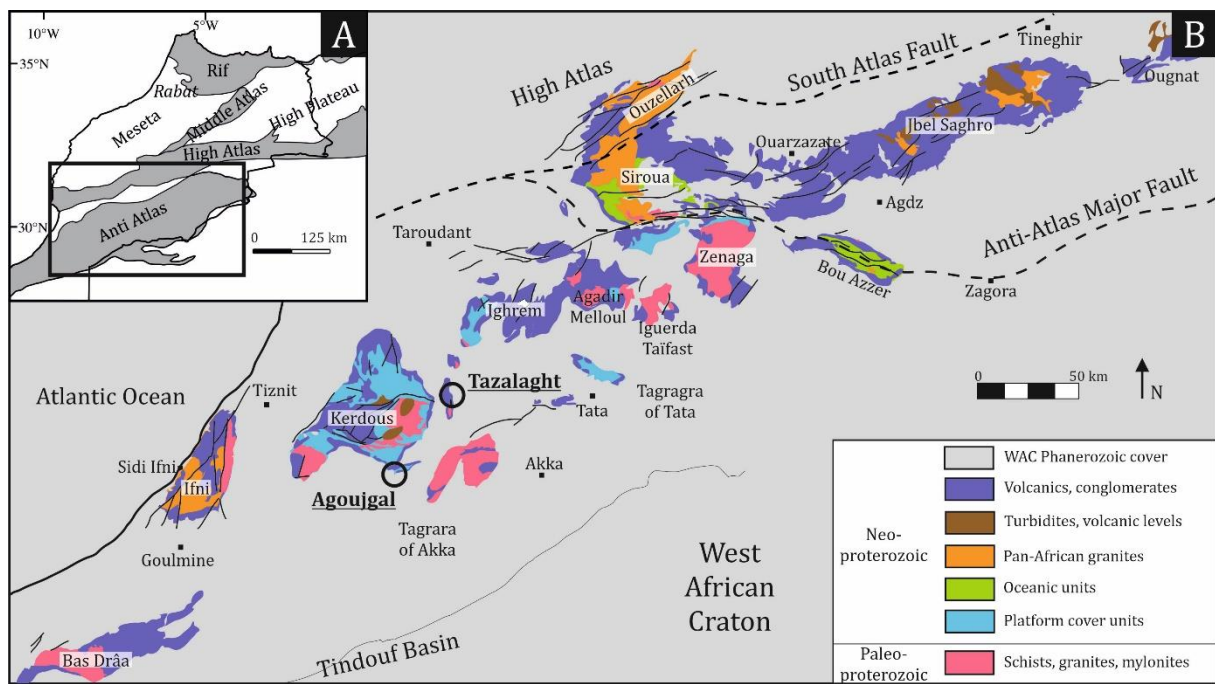 10°W
5°W
A
35°N
Rif
Rabat
Middle Atlas
High Plateau
Meseta
High Atlas
Anti Atlas
30°N
0 125 km
B
Tineghir
South Atlas Fault
Ougnat
High Atlas
Ouzellarh
Jbel Saghro
Ouarzazate
Siroua
Agdz
Anti-Atlas Major Fault
Taroudant
Zenaga
Bou Azzer
Zagora
Agadir
Melloul
Ighrem
Iguerda
Taïfast
0 50 km
N
Tazalaght
Tagragra
of Tata
Tata
Atlantic Ocean
Tiznit
Kerdous
Sidi Ifni
Ifni
Akka
Agoujgal
Tagrara
of Akka
Goulmine
West
African
Craton
Tindouf Basin
Bas Drâa
WAC Phanerozoic cover
Volcanics, conglomerates
Turbidites, volcanic levels
Neo-
proterozoic
Pan-African granites
Oceanic units
Platform cover units
Paleo-
proterozoic
Schists, granites, mylonites